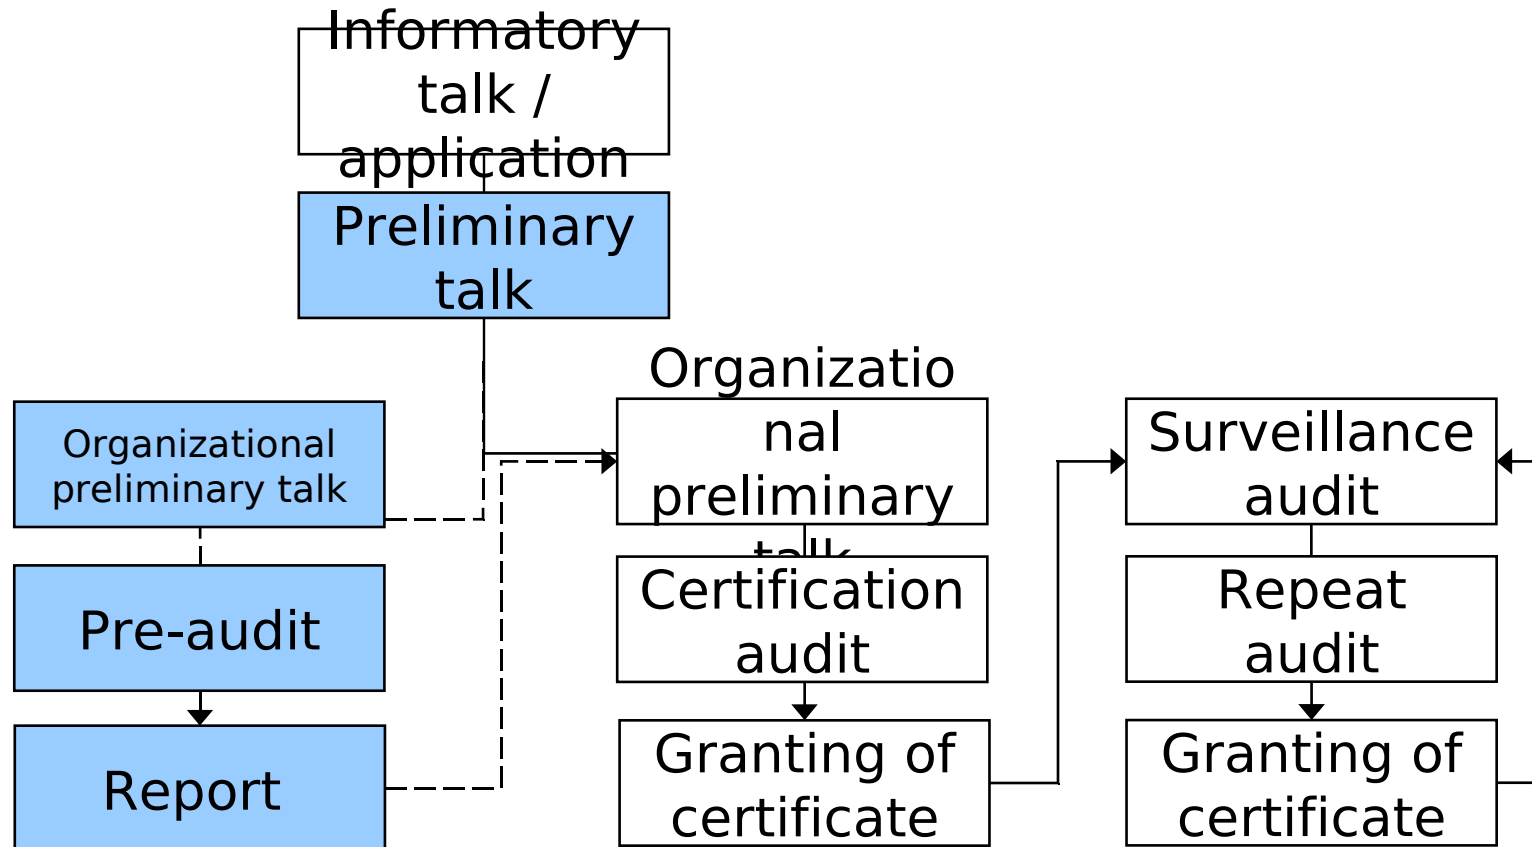 Informatory
talk /
application
Preliminary
talk
Organizational
preliminary talk
Pre-audit
Report
Organizatio
nal
preliminary
talk
Certification
audit
Granting of
certificate
Surveillance
audit
Repeat
audit
Granting of
certificate